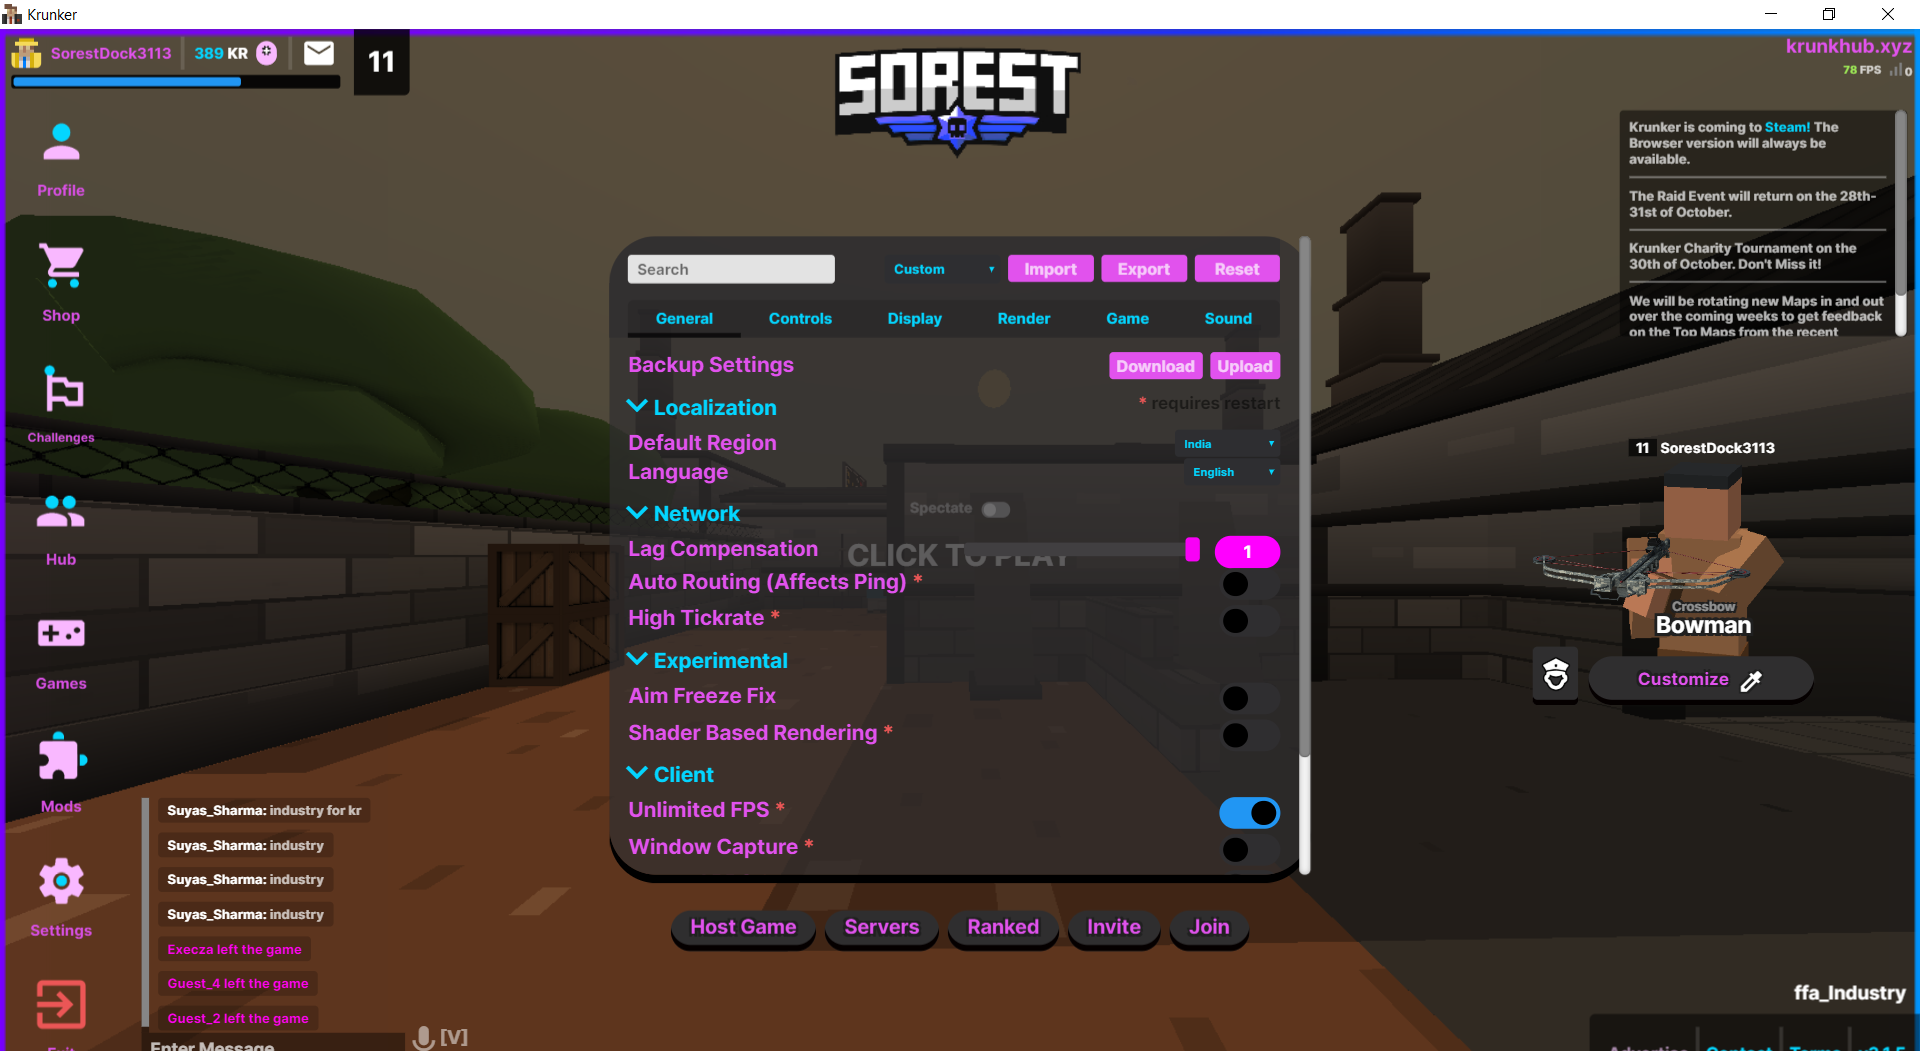 Krunker
SorestDock3113
389 KR
11
SOREST
krunkhub.xyz
78 FPS
0
Krunker is coming to Steam! The
Browser version will always be
available.
The Raid Event will return on the 28th-
31st of October.
Krunker Charity Tournament on the
30th of October. Don't Miss it!
We will be rotating new Maps in and out
over the coming weeks to get feedback
on the Top Maps from the recent
Profile
Shop
Challenges
Hub
Games
Mods
Settings
Exit
Search
Custom
Import
Export
Reset
General
Controls
Display
Render
Game
Sound
Backup Settings
Download
Upload
Localization
* requires restart
Default Region
India
Language
English
Network
Spectate
Lag Compensation
1
CLICK TO PLAY
Auto Routing (Affects Ping) *
High Tickrate *
Experimental
Aim Freeze Fix
Shader Based Rendering *
Client
Unlimited FPS *
Window Capture *
Host Game
Servers
Ranked
Invite
Join
11 SorestDock3113
Crossbow
Bowman
Customize
Suyas_Sharma: industry for kr
Suyas_Sharma: industry
Suyas_Sharma: industry
Suyas_Sharma: industry
Execza left the game
Guest_4 left the game
Guest_2 left the game
Enter Message
[V]
ffa_Industry
Advertise
Contact
Terms